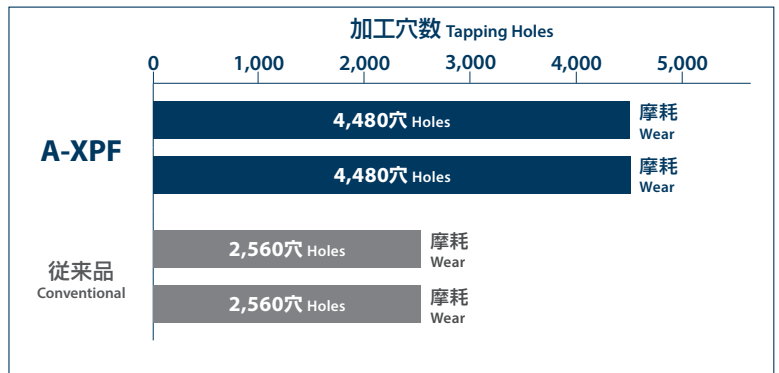 加工穴数 Tapping Holes
0 1,000 2,000 3,000 4,000 5,000
4,480穴 Holes
摩耗
Wear
A-XPF
4,480穴 Holes
摩耗
Wear
2,560穴 Holes
摩耗
Wear
従来品
Conventional
2,560穴 Holes
摩耗
Wear